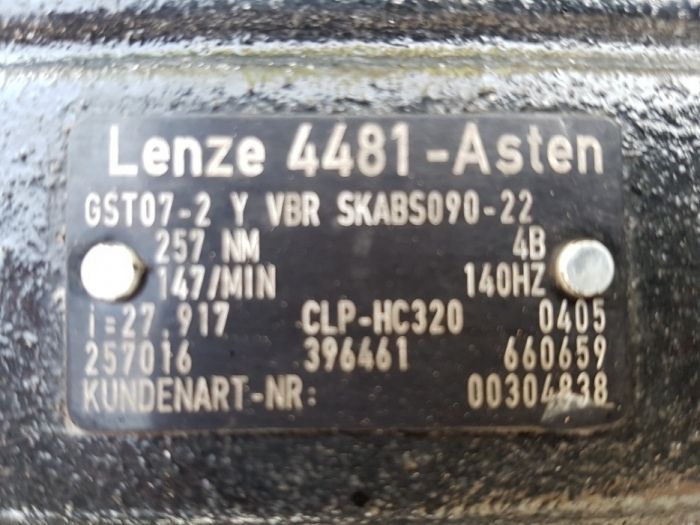 Lenze 4481-Asten
GST07-2 Y VBR SKABS090-22
257 NM 4B
147/MIN 140HZ
i=27,917 CLP-HC320 0405
257016 396461 660659
KUNDENART-NR: 00304838